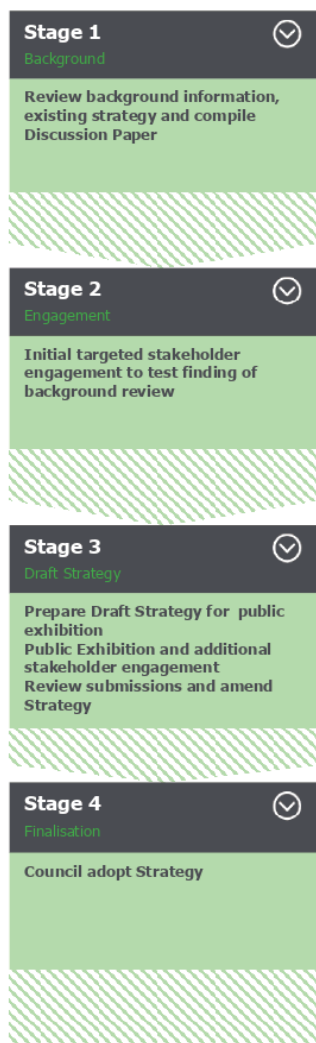 Stage 1
Background
Review background information,
existing strategy and compile
Discussion Paper
Stage 2
Engagement
Initial targeted stakeholder
engagement to test finding of
background review
Stage 3
Draft Strategy
Prepare Draft Strategy for  public
exhibition
Public Exhibition and additional
stakeholder engagement
Review submissions and amend
Strategy
Stage 4
Finalisation
Council adopt Strategy